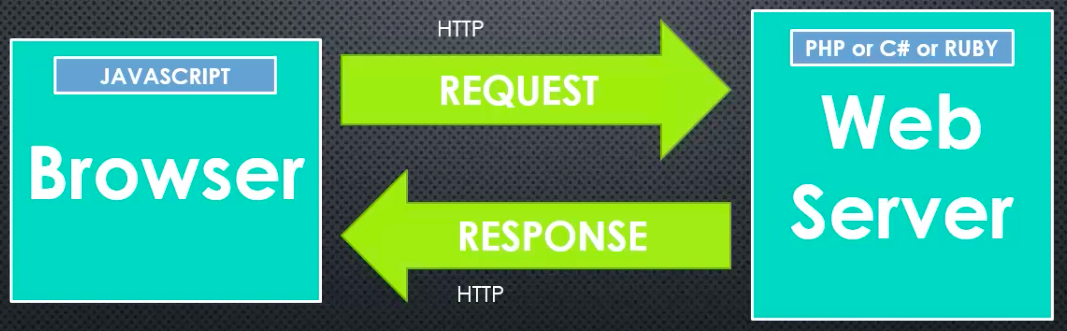 JAVASCRIPT
Browser
HTTP
REQUEST
RESPONSE
HTTP
PHP or C# or RUBY
Web
Server